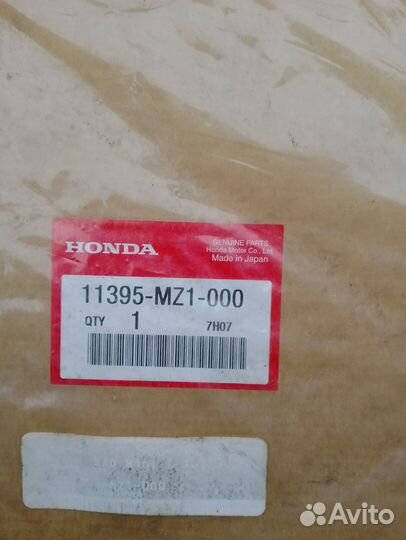 HONDA
GENUINE PARTS
Honda Motor Co., Ltd
Made in Japan
11395-MZ1-000
QTY 1 7H07
Avito